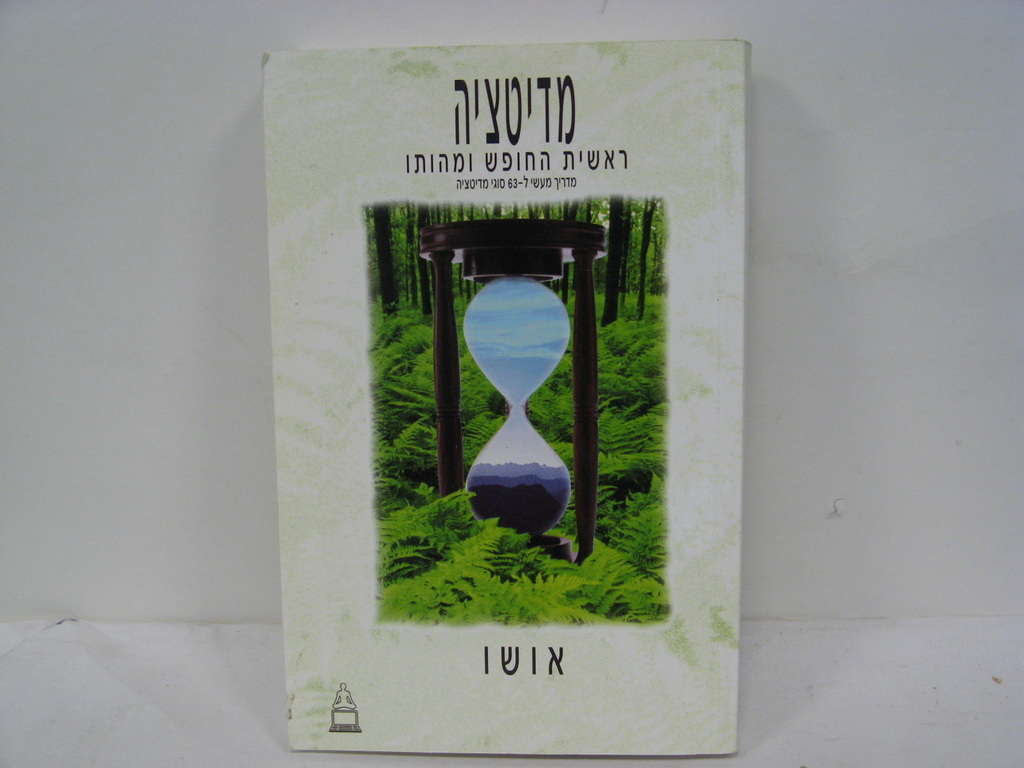 מדיטציה
ראשית החופש ומהותו
מדריך מעשי ל-63 סוגי מדיטציה
אושו